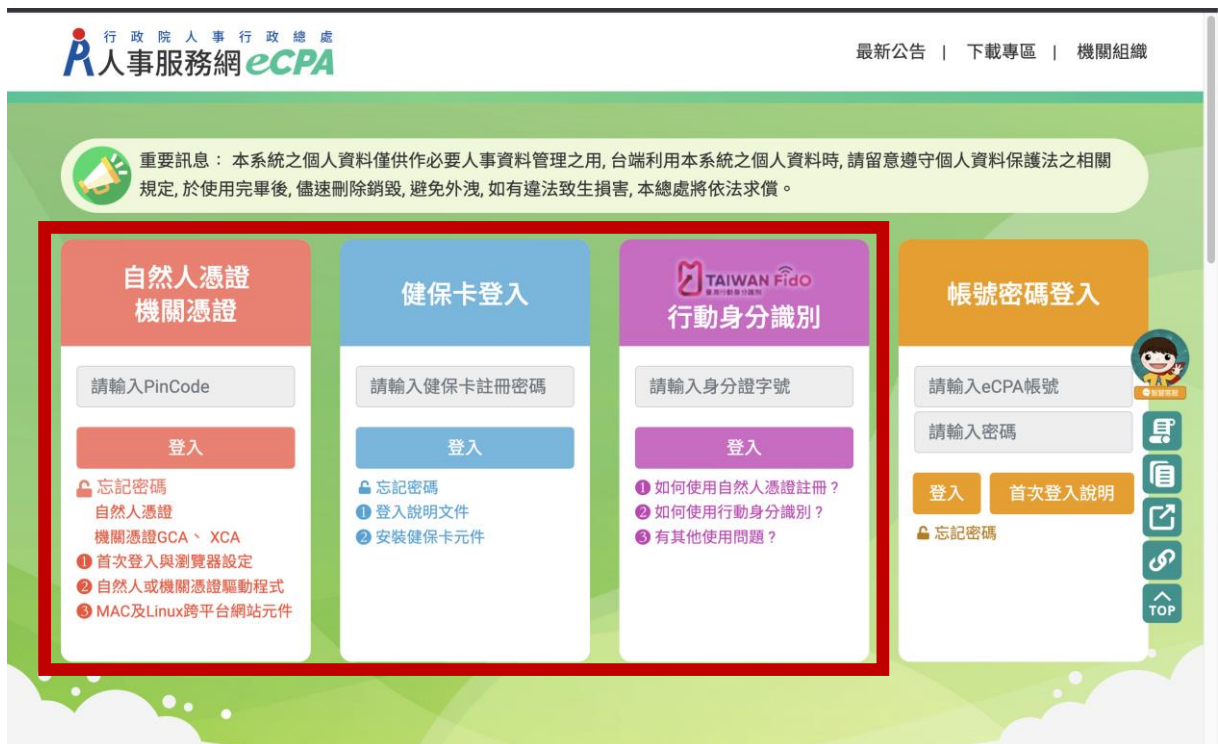 行政院人事行政總處
人事服務網 eCPA
最新公告 | 下載專區 | 機關組織
重要訊息： 本系統之個人資料僅供作必要人事資料管理之用, 台端利用本系統之個人資料時, 請留意遵守個人資料保護法之相關
規定, 於使用完畢後, 儘速刪除銷毀, 避免外洩, 如有違法致生損害, 本總處將依法求償。
自然人憑證
機關憑證
請輸入PinCode
登入
忘記密碼
自然人憑證
機關憑證GCA、 XCA
❶ 首次登入與瀏覽器設定
❷ 自然人或機關憑證驅動程式
❸ MAC及Linux跨平台網站元件
健保卡登入
請輸入健保卡註冊密碼
登入
忘記密碼
❶ 登入說明文件
❷ 安裝健保卡元件
TAIWAN FidO
臺灣行動身分識別
行動身分識別
請輸入身分證字號
登入
❶ 如何使用自然人憑證註冊？
❷ 如何使用行動身分識別？
❸ 有其他使用問題？
帳號密碼登入
請輸入eCPA帳號
請輸入密碼
登入
首次登入說明
忘記密碼
智慧客服
TOP